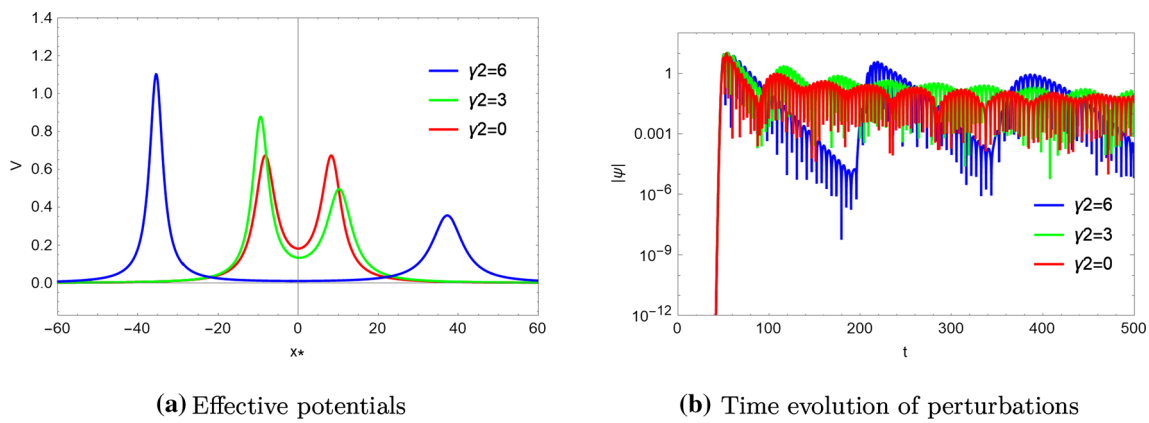 1.4
1.2
1.0
0.8
0.6
0.4
0.2
0.0
V
γ2=6
γ2=3
γ2=0
−60 −40 −20 0 20 40 60
x*
1
0.001
10⁻⁶
10⁻⁹
10⁻¹²
|ψ|
γ2=6
γ2=3
γ2=0
0 100 200 300 400 500
t
(a) Effective potentials
(b) Time evolution of perturbations